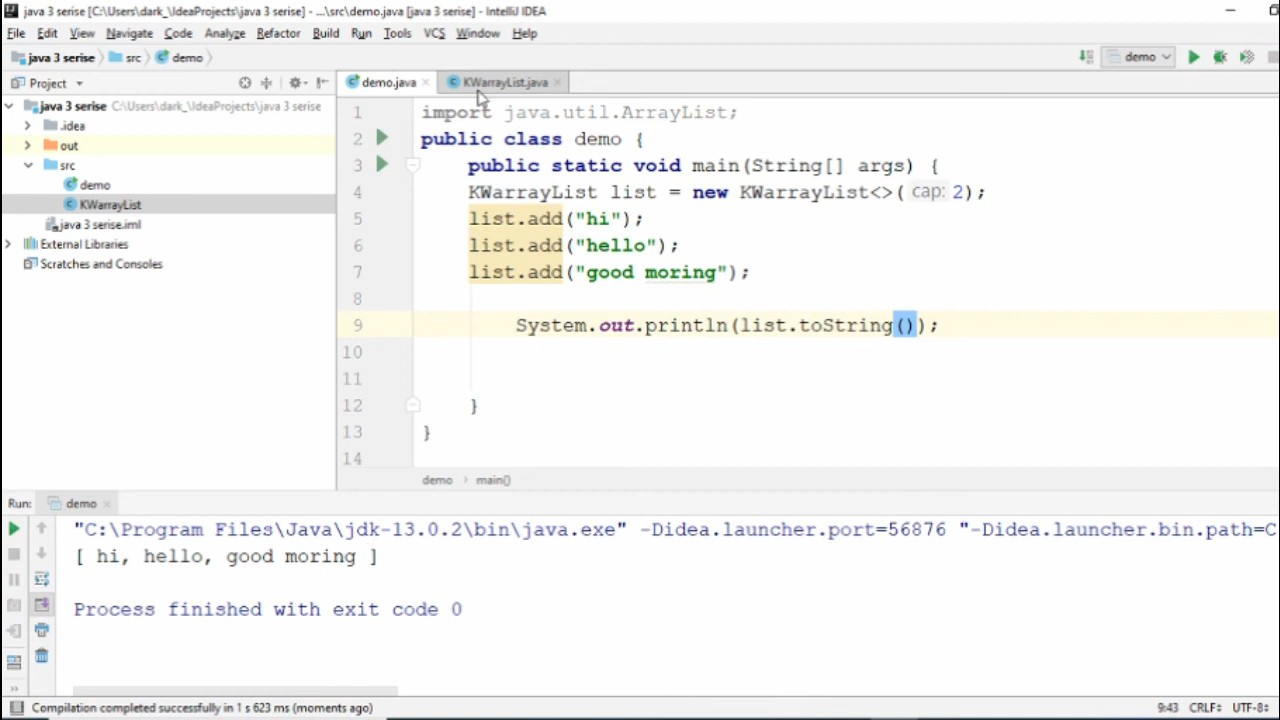 java 3 serise [C:\Users\dark_\IdeaProjects\java 3 serise] - ...\src\demo.java [java 3 serise] - IntelliJ IDEA
File Edit View Navigate Code Analyze Refactor Build Run Tools VCS Window Help
java 3 serise src demo demo
Project
demo.java KWarrayList.java
java 3 serise C:\Users\dark_\IdeaProjects\java 3 serise
.idea
out
src
demo
KWarrayList
java 3 serise.iml
External Libraries
Scratches and Consoles
1 import java.util.ArrayList;
2 public class demo {
3 public static void main(String[] args) {
4 KWarrayList list = new KWarrayList<>( cap: 2);
5 list.add("hi");
6 list.add("hello");
7 list.add("good moring");
8
9 System.out.println(list.toString());
10
11
12 }
13 }
14
demo main()
Run: demo
"C:\Program Files\Java\jdk-13.0.2\bin\java.exe" -Didea.launcher.port=56876 "-Didea.launcher.bin.path=C
[ hi, hello, good moring ]
Process finished with exit code 0
Compilation completed successfully in 1 s 623 ms (moments ago) 9:43 CRLF UTF-8